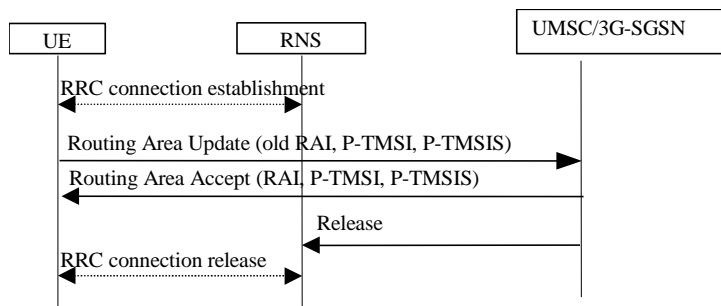 UE
RNS
UMSC/3G-SGSN
RRC connection establishment
Routing Area Update (old RAI, P-TMSI, P-TMSIS)
Routing Area Accept (RAI, P-TMSI, P-TMSIS)
Release
RRC connection release